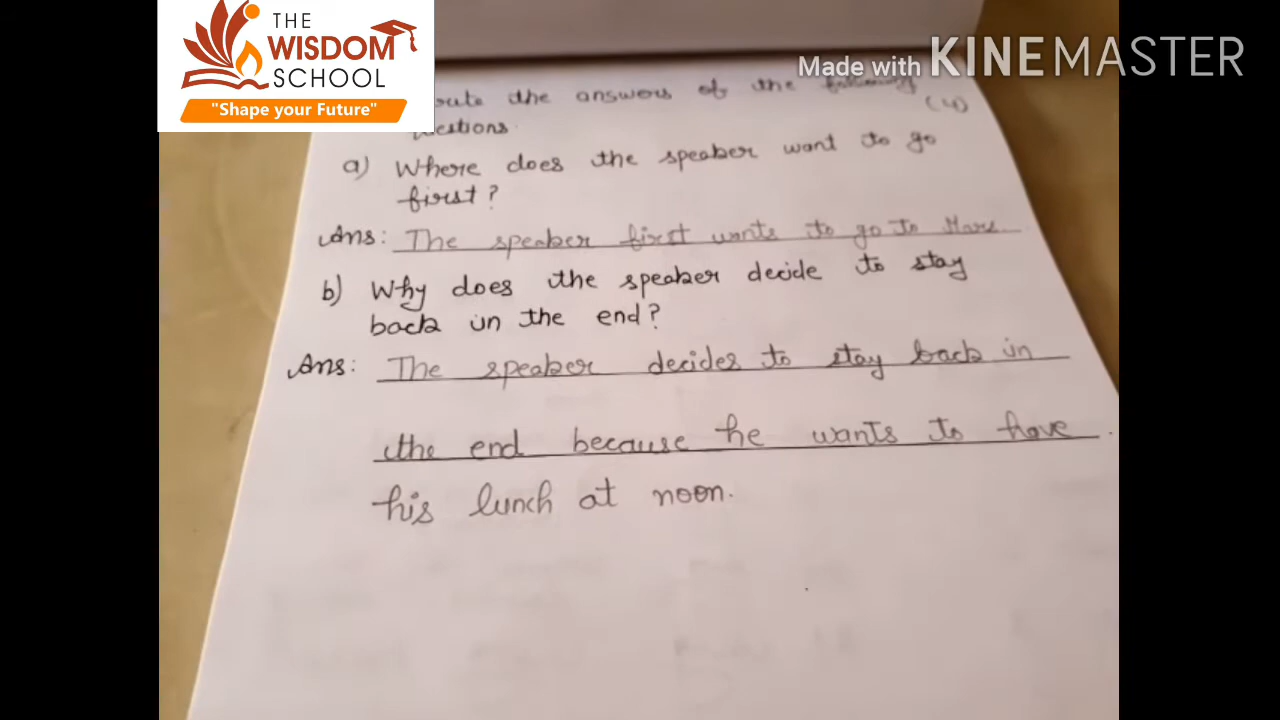 THE
WISDOM
SCHOOL
"Shape your Future"
Made with KINEMASTER
the answers of the following
(4)
a) Where does the speaker want to go
first?
Ans: The speaker first wants to go to Mars.
b) Why does the speaker decide to stay
back in the end?
Ans: The speaker decides to stay back in
the end because he wants to have
his lunch at noon.